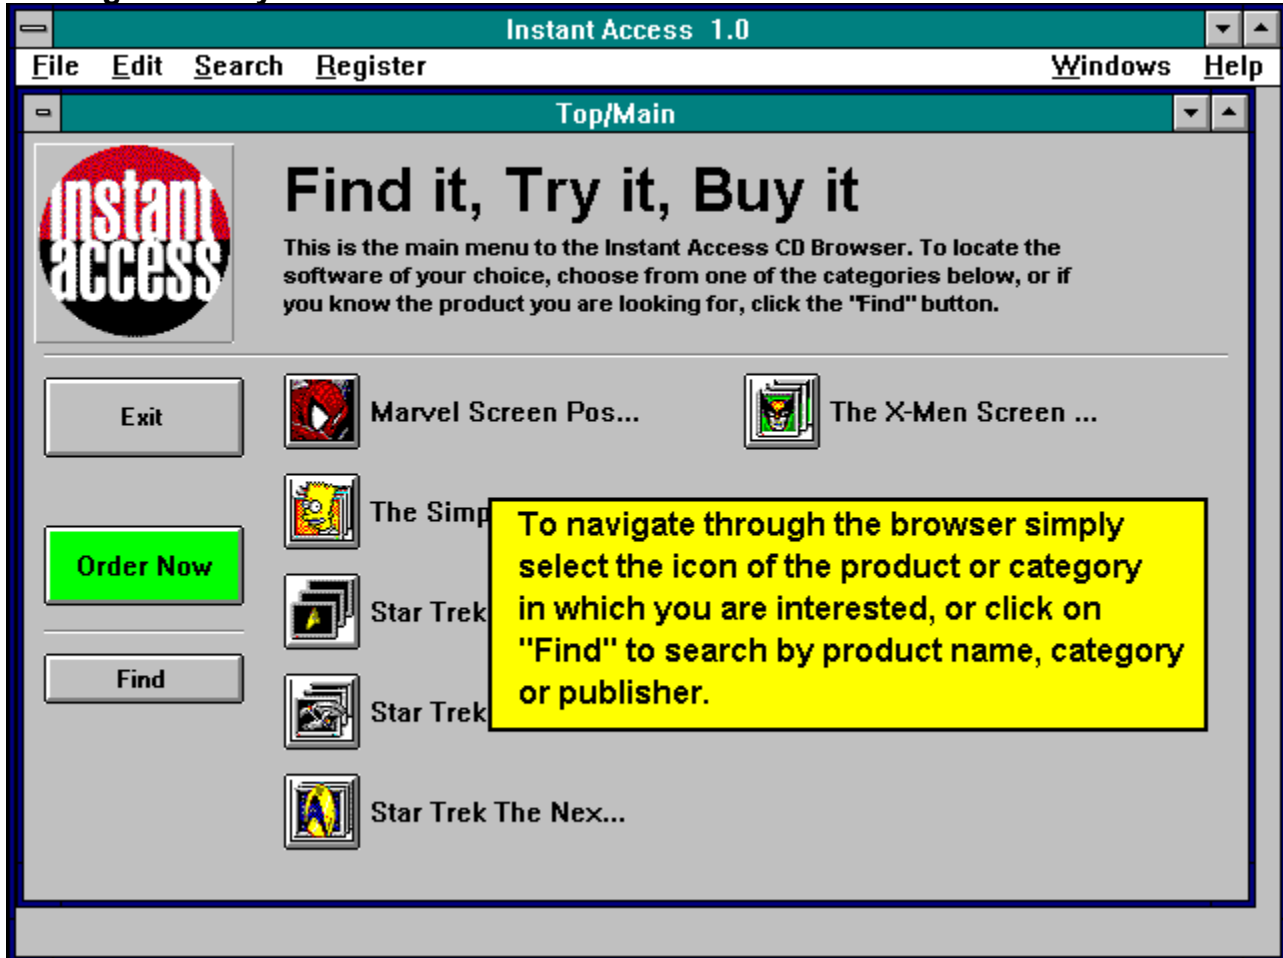 Instant Access 1.0
File Edit Search Register Windows Help
Top/Main
instant
access
Find it, Try it, Buy it
This is the main menu to the Instant Access CD Browser. To locate the
software of your choice, choose from one of the categories below, or if
you know the product you are looking for, click the "Find" button.
Exit
Marvel Screen Pos...
The X-Men Screen ...
The Simp
Order Now
Star Trek
Find
Star Trek
Star Trek The Nex...
To navigate through the browser simply
select the icon of the product or category
in which you are interested, or click on
"Find" to search by product name, category
or publisher.